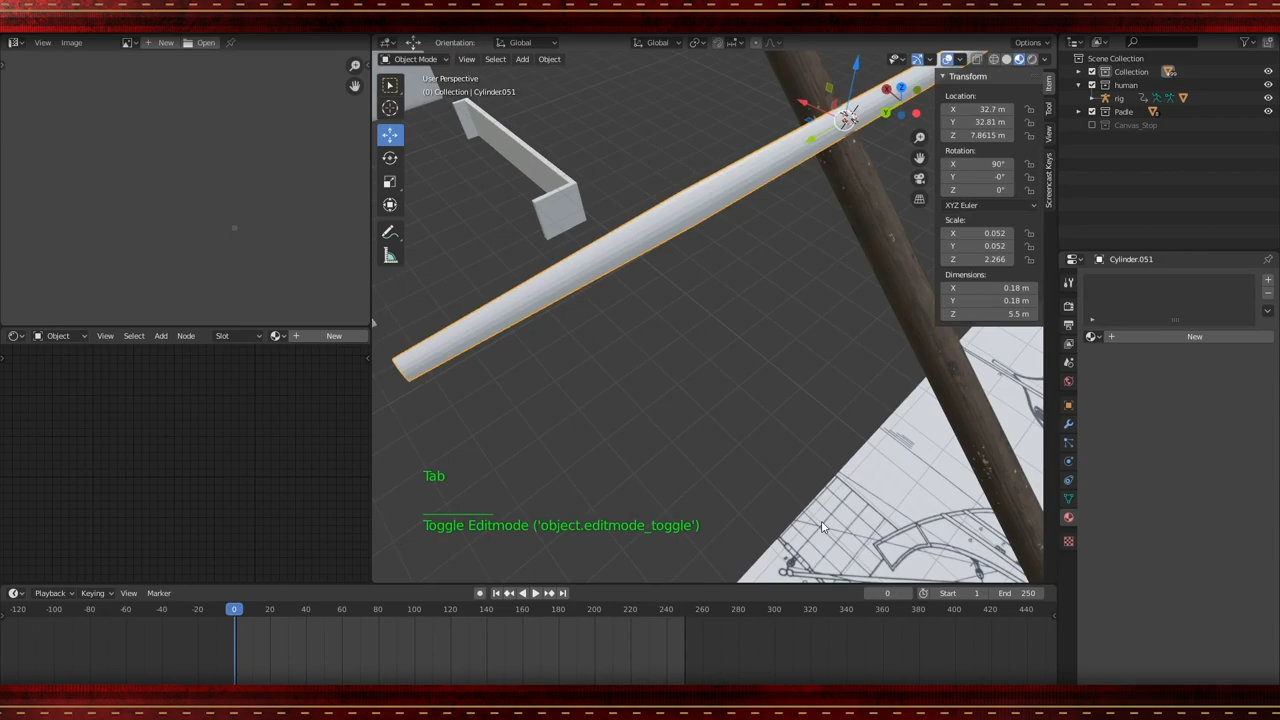 View Image New Open
Orientation: Global Global Options
Object Mode View Select Add Object
User Perspective
(0) Collection | Cylinder.051
Transform
Location:
X 32.7 m
Y 32.81 m
Z 7.8615 m
Rotation:
X 90°
Y -0°
Z 0°
XYZ Euler
Scale:
X 0.052
Y 0.052
Z 2.266
Dimensions:
X 0.18 m
Y 0.18 m
Z 5.5 m
Item
Tool
View
Screencast Keys
X Z
Y
Scene Collection
Collection
human
rig
Padle
Canvas_Stop
Cylinder.051
New
Object View Select Add Node Slot New
Tab
Toggle Editmode ('object.editmode_toggle')
Playback Keying View Marker 0 Start 1 End 250
-120 -100 -80 -60 -40 -20 0 20 40 60 80 100 120 140 160 180 200 220 240 260 280 300 320 340 360 380 400 420 440